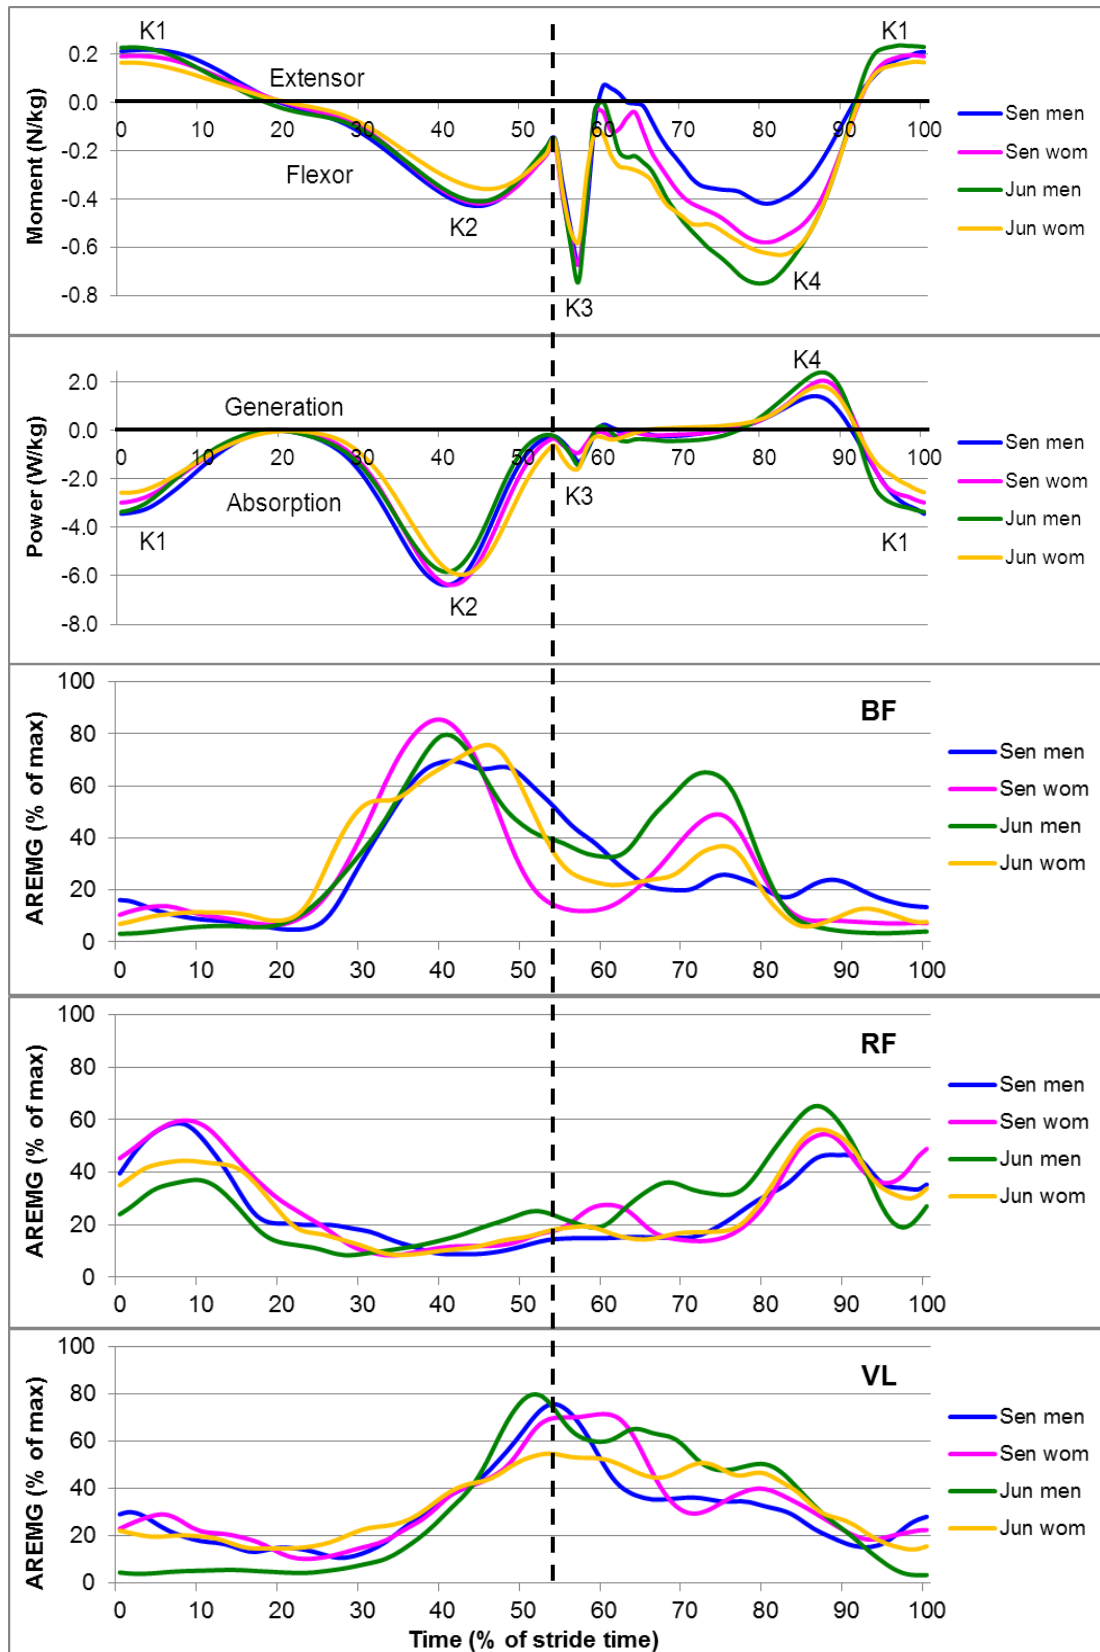 K1 K1
0.2
Extensor
0.0
0 10 20 30 40 50 60 70 80 90 100
Sen men
-0.2
Sen wom
Flexor
-0.4
Jun men
K2
-0.6
Jun wom
K4
-0.8
K3
Moment (N/kg)
K4
2.0
Generation
0.0
0 10 20 30 40 50 60 70 80 90 100
Sen men
-2.0
K3
Sen wom
Absorption
-4.0
Jun men
K1 K1
-6.0
Jun wom
K2
-8.0
Power (W/kg)
100
BF
80
Sen men
60
Sen wom
40
Jun men
20
Jun wom
0
0 10 20 30 40 50 60 70 80 90 100
AREMG (% of max)
100
RF
80
Sen men
60
Sen wom
40
Jun men
20
Jun wom
0
0 10 20 30 40 50 60 70 80 90 100
AREMG (% of max)
100
VL
80
Sen men
60
Sen wom
40
Jun men
20
Jun wom
0
0 10 20 30 40 50 60 70 80 90 100
AREMG (% of max)
Time (% of stride time)